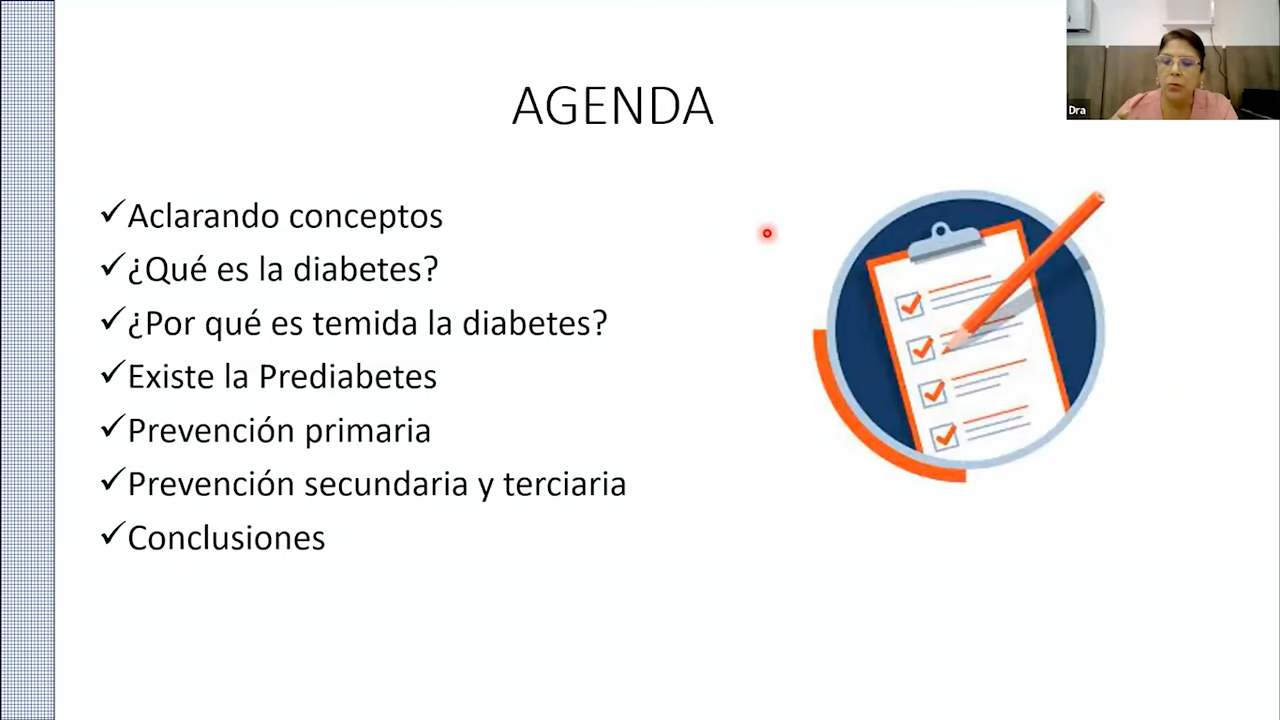 AGENDA
Dra
✓Aclarando conceptos
✓¿Qué es la diabetes?
✓¿Por qué es temida la diabetes?
✓Existe la Prediabetes
✓Prevención primaria
✓Prevención secundaria y terciaria
✓Conclusiones